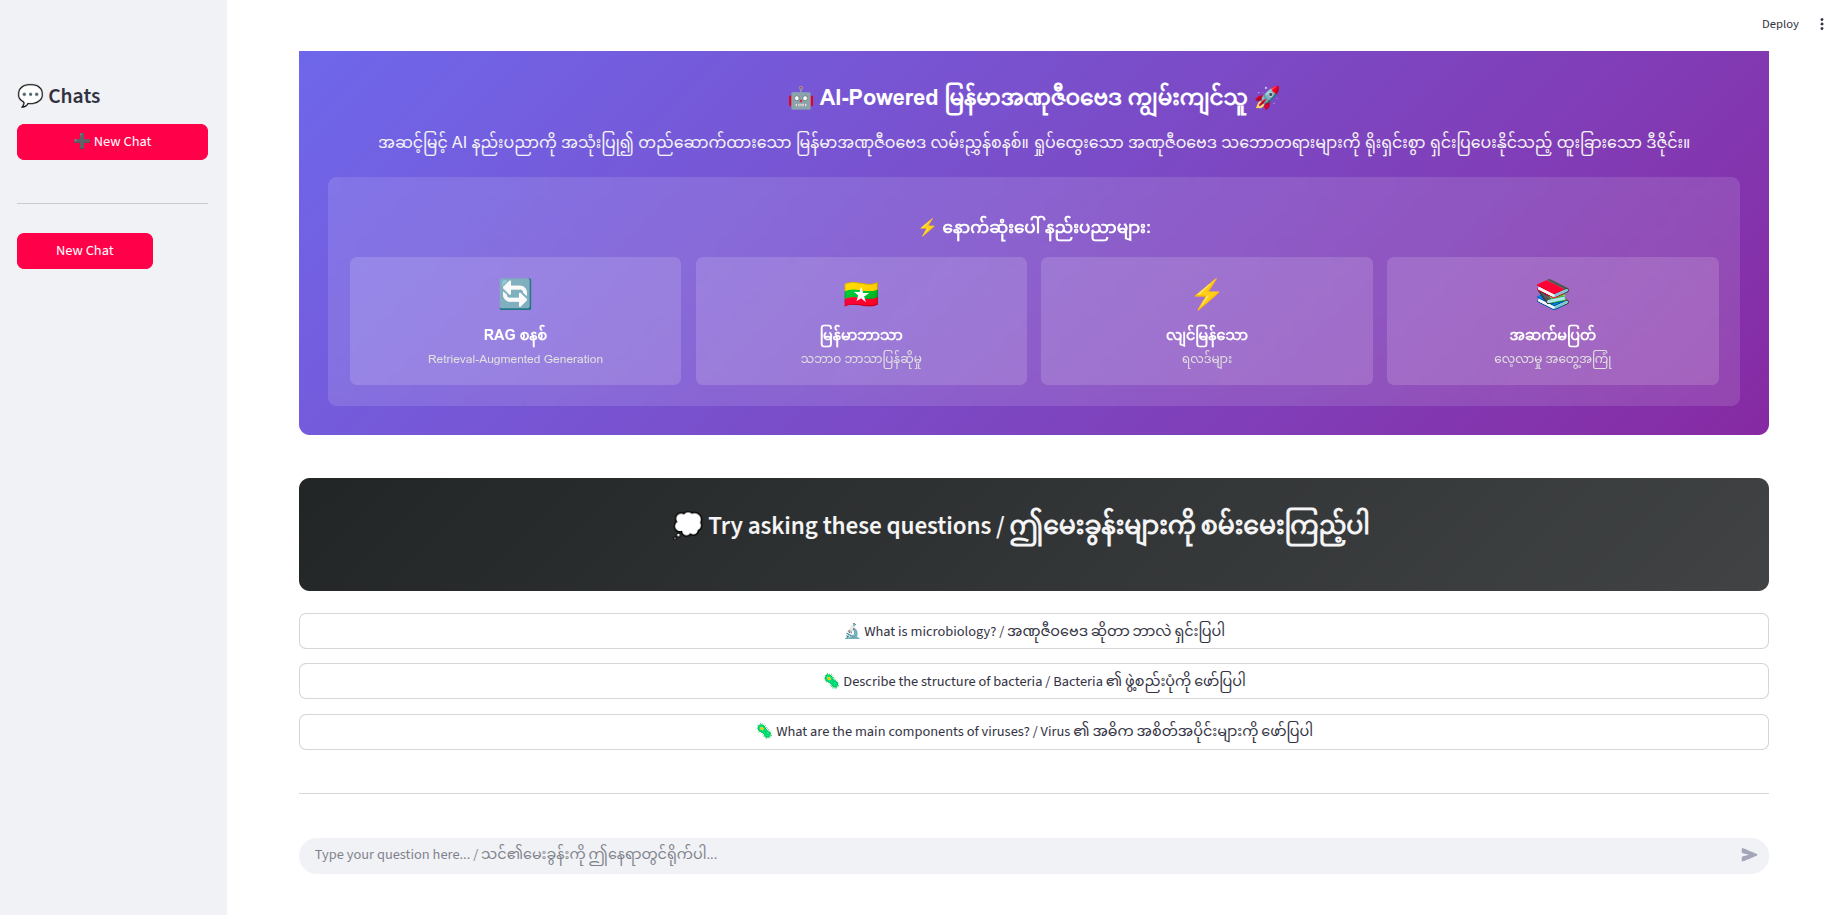 Deploy
💬 Chats
➕ New Chat
New Chat
🤖 AI-Powered မြန်မာအဏုဇီဝဗေဒ ကျွမ်းကျင်သူ 🚀
အဆင့်မြင့် AI နည်းပညာကို အသုံးပြု၍ တည်ဆောက်ထားသော မြန်မာအဏုဇီဝဗေဒ လမ်းညွှန်စနစ်။ ရှုပ်ထွေးသော အဏုဇီဝဗေဒ သဘောတရားများကို ရိုးရှင်းစွာ ရှင်းပြပေးနိုင်သည့် ထူးခြားသော ဒီဇိုင်း။
⚡ နောက်ဆုံးပေါ် နည်းပညာများ:
RAG စနစ်
Retrieval-Augmented Generation
မြန်မာဘာသာ
သဘာဝ ဘာသာပြန်ဆိုမှု
လျင်မြန်သော
ရလဒ်များ
အဆက်မပြတ်
လေ့လာမှု အတွေ့အကြုံ
💭 Try asking these questions / ဤမေးခွန်းများကို စမ်းမေးကြည့်ပါ
🔬 What is microbiology? / အဏုဇီဝဗေဒ ဆိုတာ ဘာလဲ ရှင်းပြပါ
🦠 Describe the structure of bacteria / Bacteria ၏ ဖွဲ့စည်းပုံကို ဖော်ပြပါ
🦠 What are the main components of viruses? / Virus ၏ အဓိက အစိတ်အပိုင်းများကို ဖော်ပြပါ
Type your question here... / သင်၏မေးခွန်းကို ဤနေရာတွင်ရိုက်ပါ...